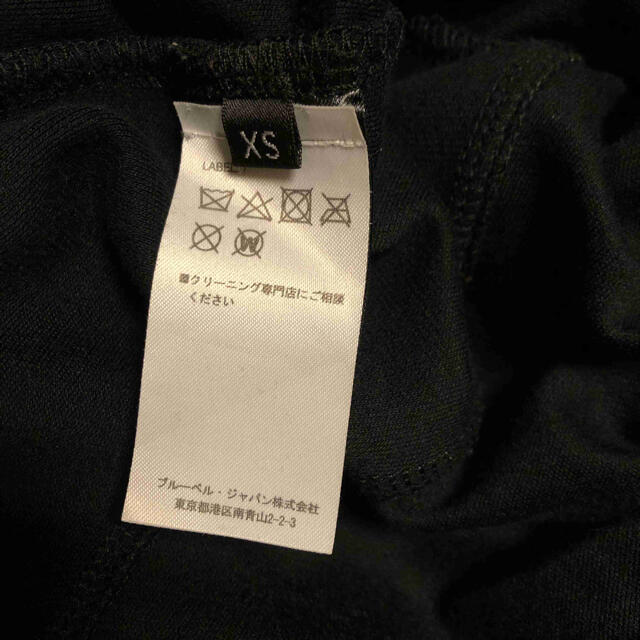 XS
LABEL 1
■クリーニング専門店にご相談
ください
ブルーベル・ジャパン株式会社
東京都港区南青山2-2-3